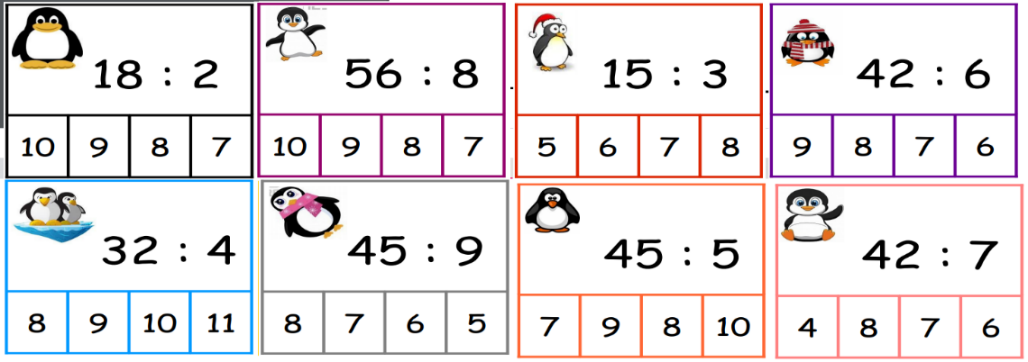 18 : 2
10 9 8 7
56 : 8
10 9 8 7
15 : 3
5 6 7 8
42 : 6
9 8 7 6
32 : 4
8 9 10 11
45 : 9
8 7 6 5
45 : 5
7 9 8 10
42 : 7
4 8 7 6